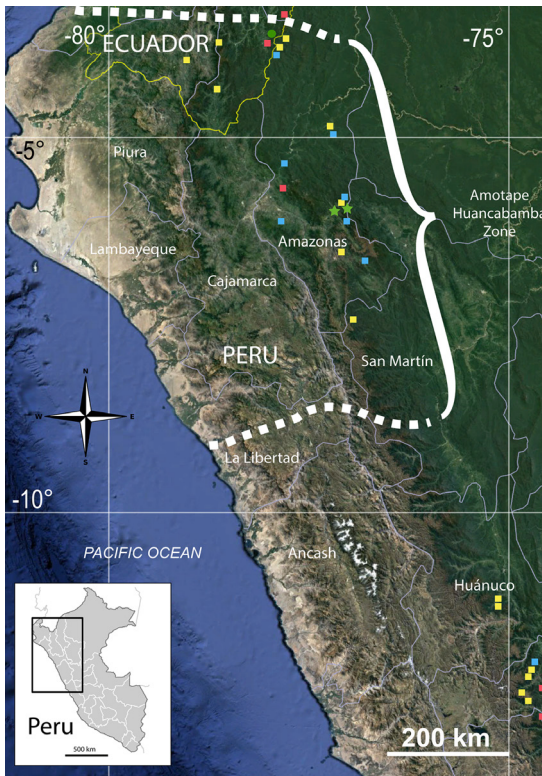 -80°
ECUADOR
-75°
-5°
Piura
Amotape
Huancabamba
Zone
Lambayeque
Amazonas
Cajamarca
PERU
San Martín
N
W
E
S
La Libertad
-10°
PACIFIC OCEAN
Ancash
Huánuco
Peru
500 km
200 km